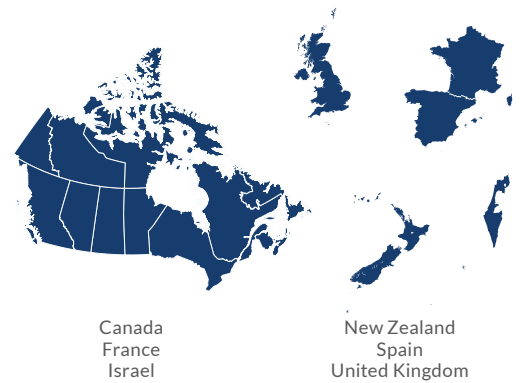 Canada
France
Israel
New Zealand
Spain
United Kingdom